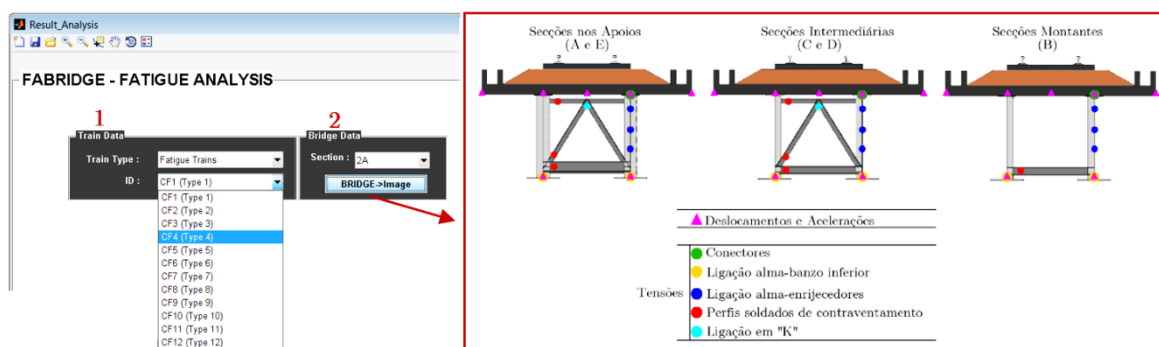 Result_Analysis
FABRIDGE - FATIGUE ANALYSIS
1
2
Train Data
Bridge Data
Train Type :
Fatigue Trains
Section :
2A
ID :
CF1 (Type 1)
BRIDGE->Image
CF1 (Type 1)
CF2 (Type 2)
CF3 (Type 3)
CF4 (Type 4)
CF5 (Type 5)
CF6 (Type 6)
CF7 (Type 7)
CF8 (Type 8)
CF9 (Type 9)
CF10 (Type 10)
CF11 (Type 11)
CF12 (Type 12)
Secções nos Apoios
(A e E)
Secções Intermediárias
(C e D)
Secções Montantes
(B)
Deslocamentos e Acelerações
Tensões
Conectores
Ligação alma-banzo inferior
Ligação alma-enrijecedores
Perfis soldados de contraventamento
Ligação em "K"